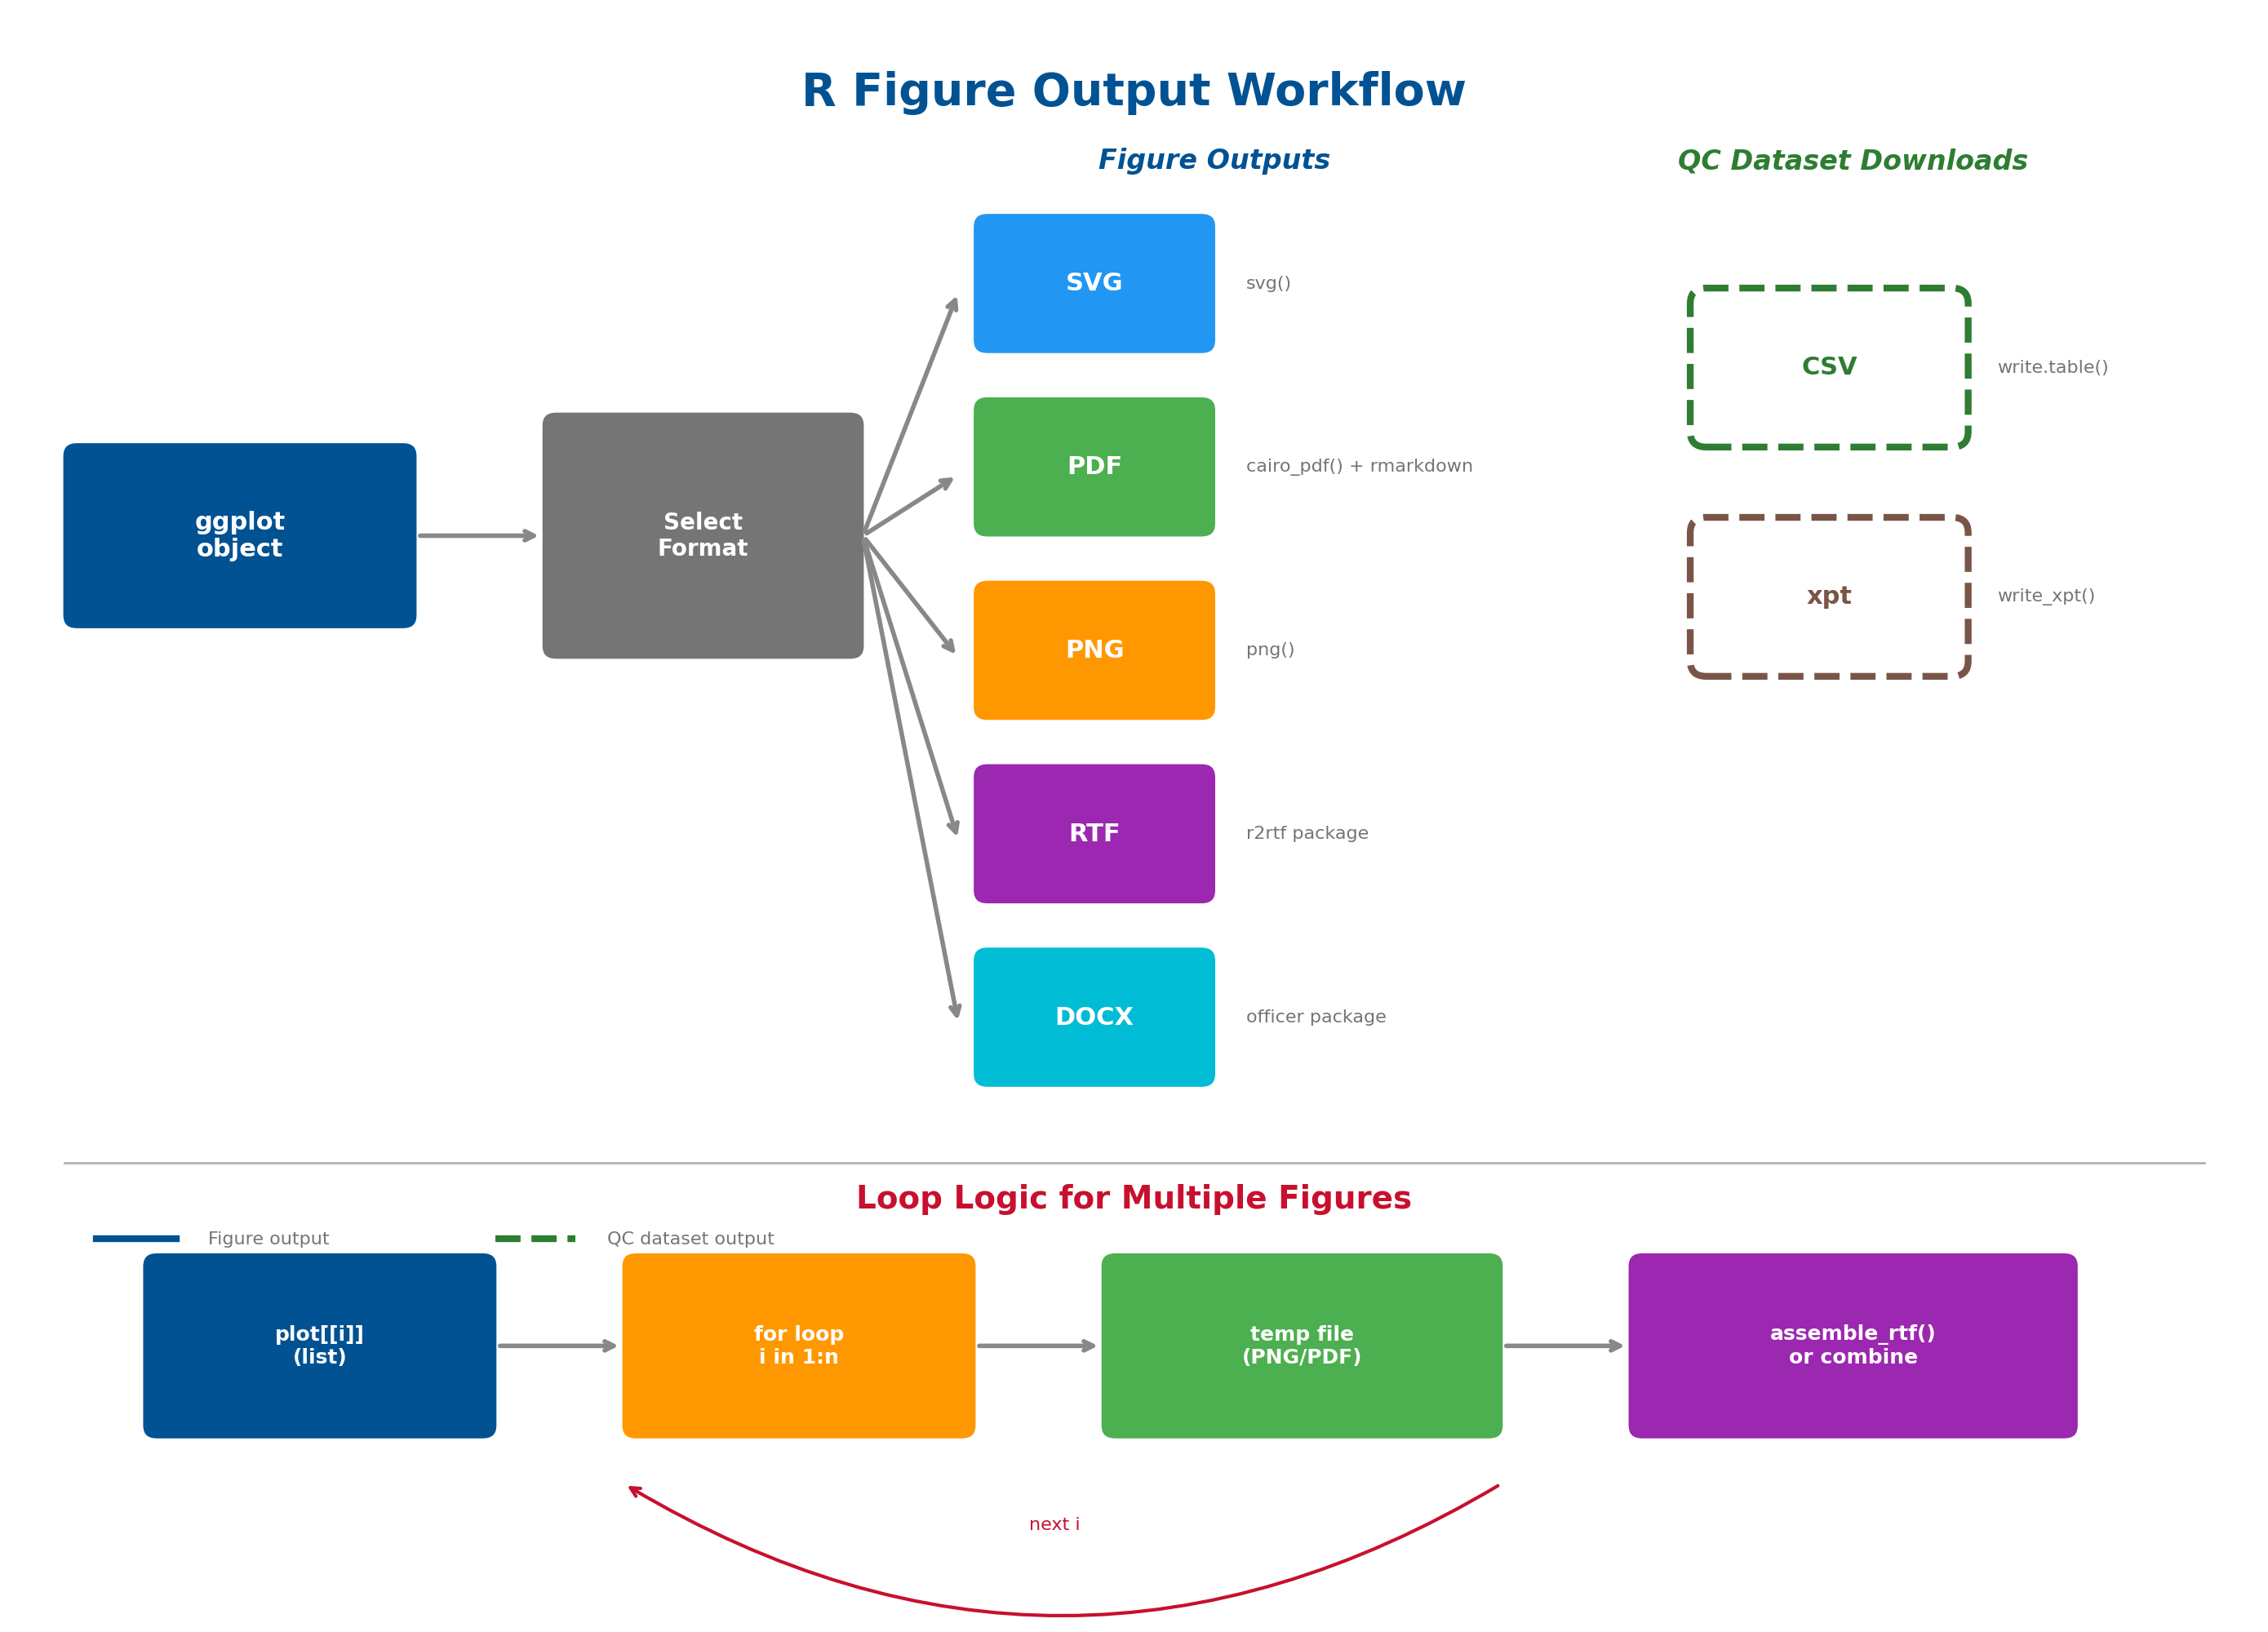 R Figure Output Workflow
Figure Outputs
QC Dataset Downloads
ggplot
object
Select
Format
SVG
svg()
PDF
cairo_pdf() + rmarkdown
PNG
png()
RTF
r2rtf package
DOCX
officer package
CSV
write.table()
xpt
write_xpt()
Loop Logic for Multiple Figures
Figure output
QC dataset output
plot[[i]]
(list)
for loop
i in 1:n
temp file
(PNG/PDF)
assemble_rtf()
or combine
next i